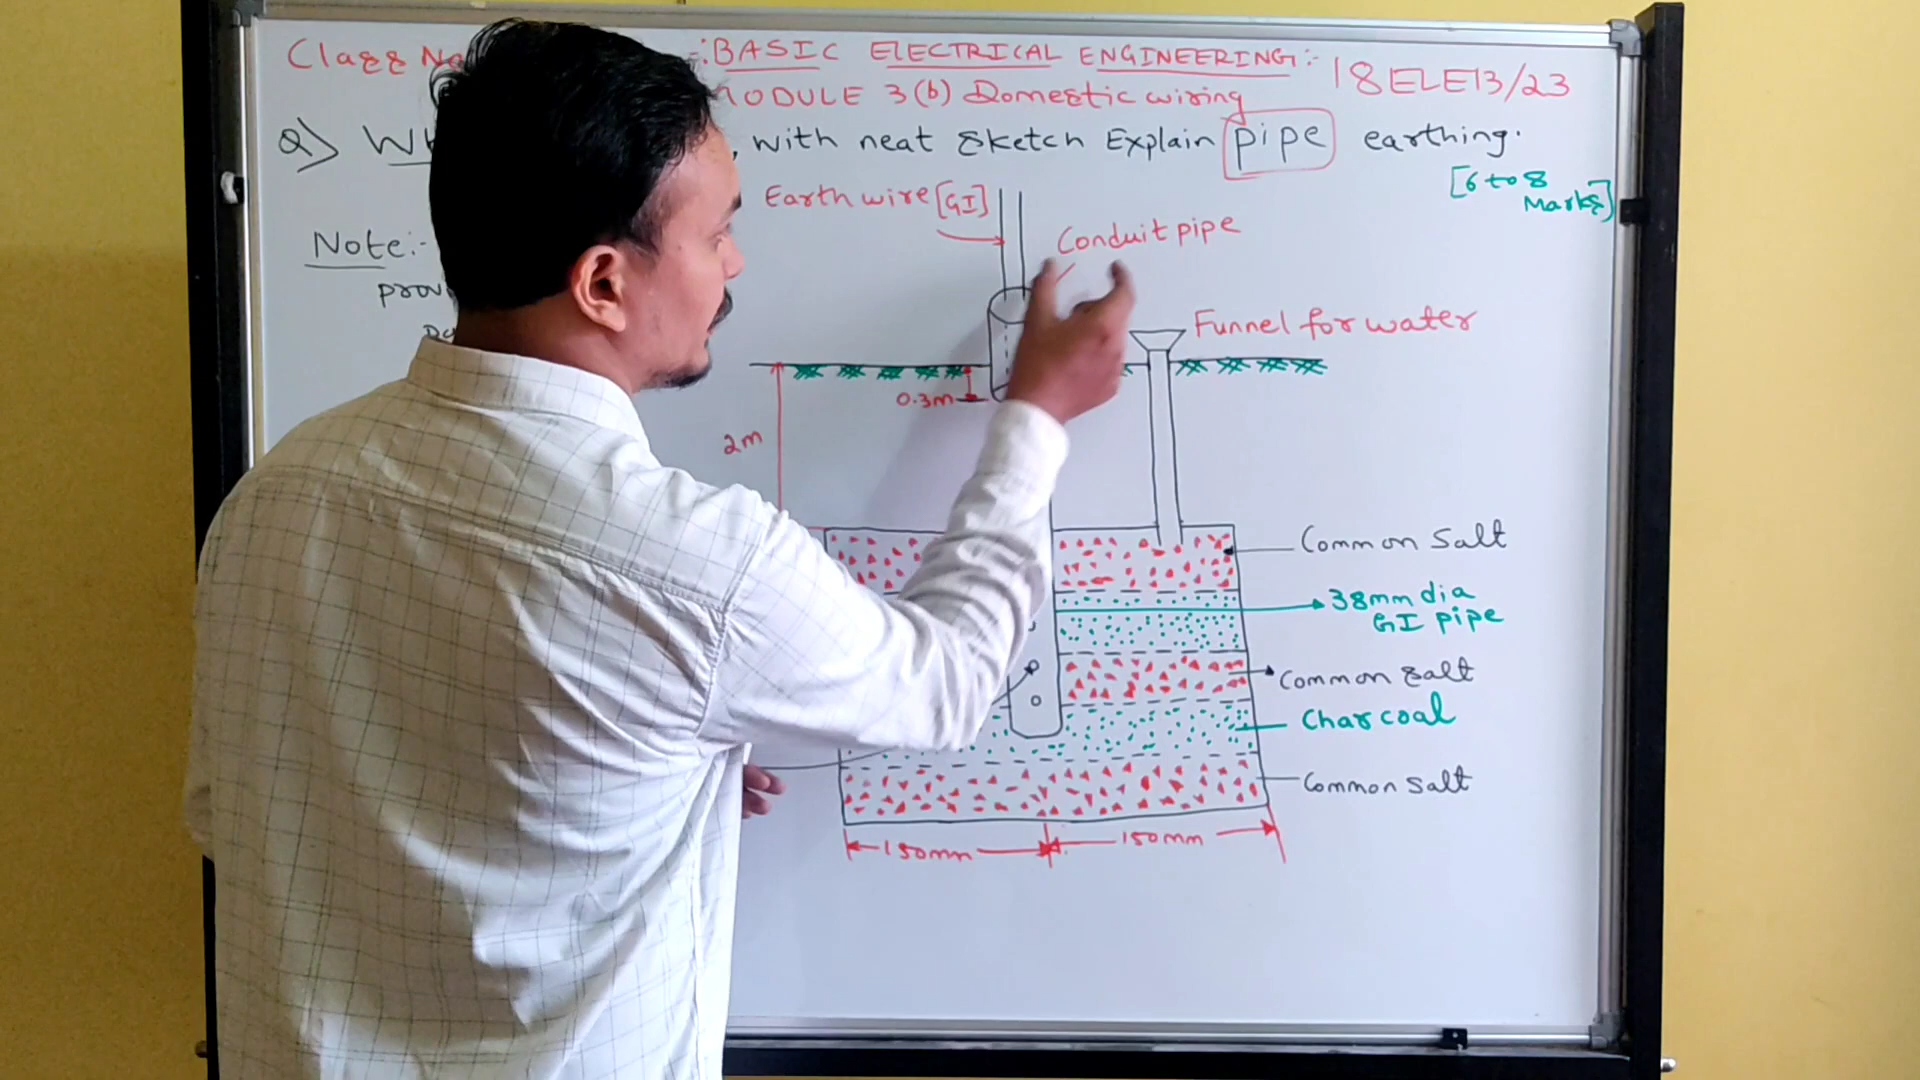 :BASIC ELECTRICAL ENGINEERING:- 18ELE13/23
MODULE 3(b) Domestic wiring
Q) , with neat sketch Explain pipe earthing.
[6 to 8 Marks]
Earth wire [GI]
Conduit pipe
Note:-
Funnel for water
0.3m
2m
Common Salt
38mm dia
GI pipe
Common salt
Charcoal
Common Salt
150mm 150mm